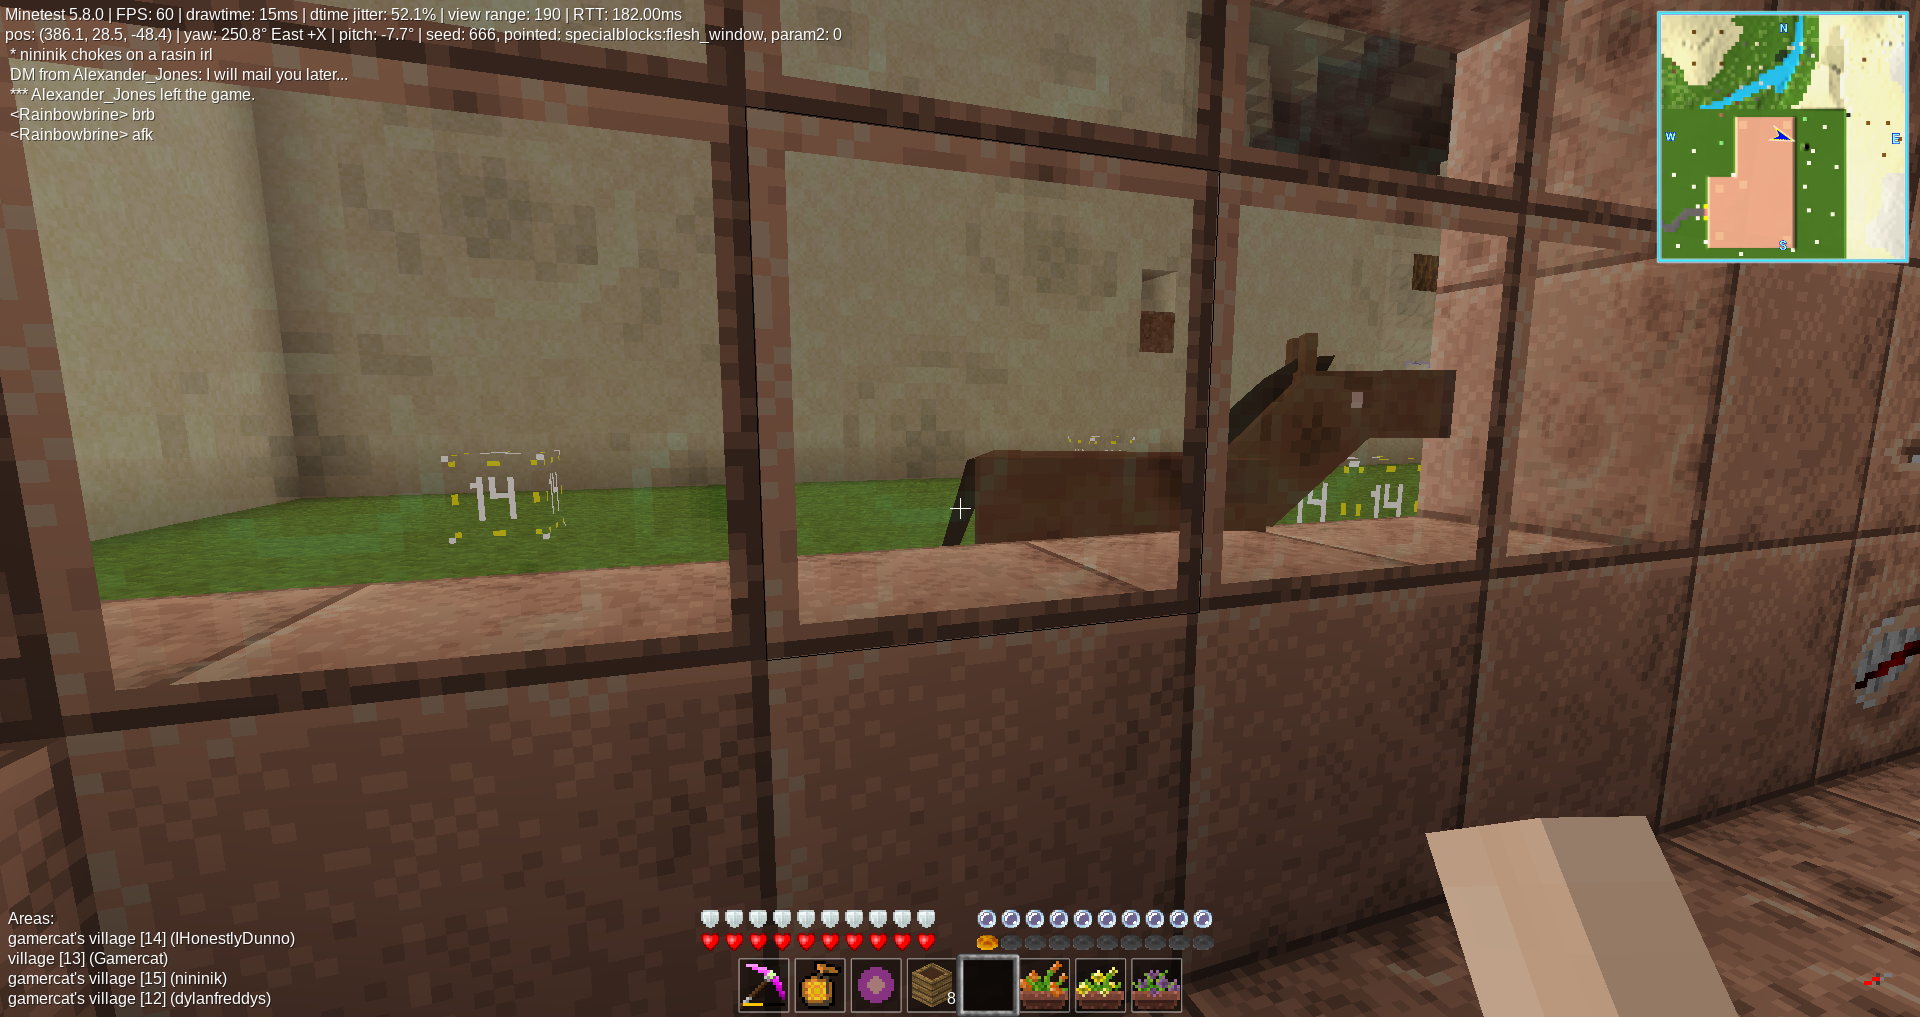 Minetest 5.8.0 | FPS: 60 | drawtime: 15ms | dtime jitter: 52.1% | view range: 190 | RTT: 182.00ms
pos: (386.1, 28.5, -48.4) | yaw: 250.8° East +X | pitch: -7.7° | seed: 666, pointed: specialblocks:flesh_window, param2: 0
* nininik chokes on a rasin irl
DM from Alexander_Jones: I will mail you later...
*** Alexander_Jones left the game.
<Rainbowbrine> brb
<Rainbowbrine> afk
N
W
E
S
14
14 14
Areas:
gamercat's village [14] (IHonestlyDunno)
village [13] (Gamercat)
gamercat's village [15] (nininik)
gamercat's village [12] (dylanfreddys)
8